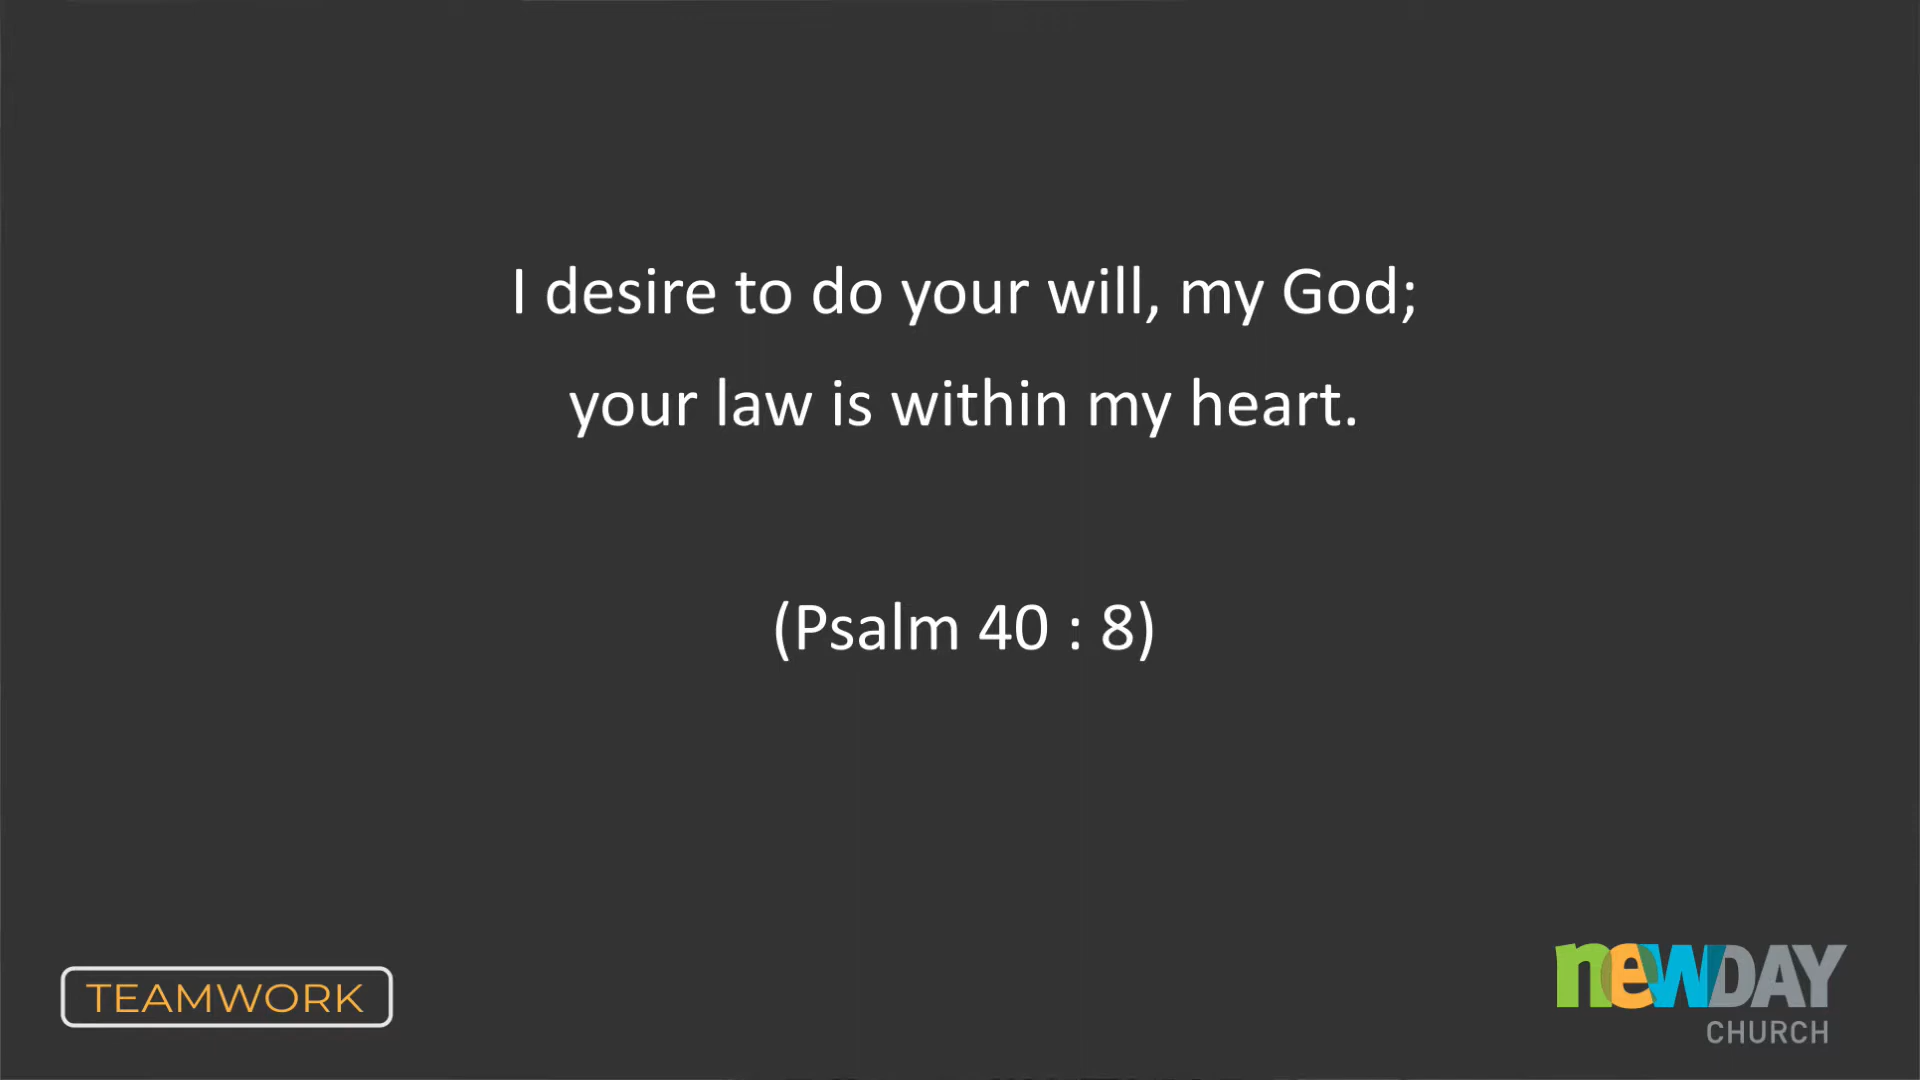 I desire to do your will, my God;
your law is within my heart.
(Psalm 40 : 8)
TEAMWORK
newDAY
CHURCH